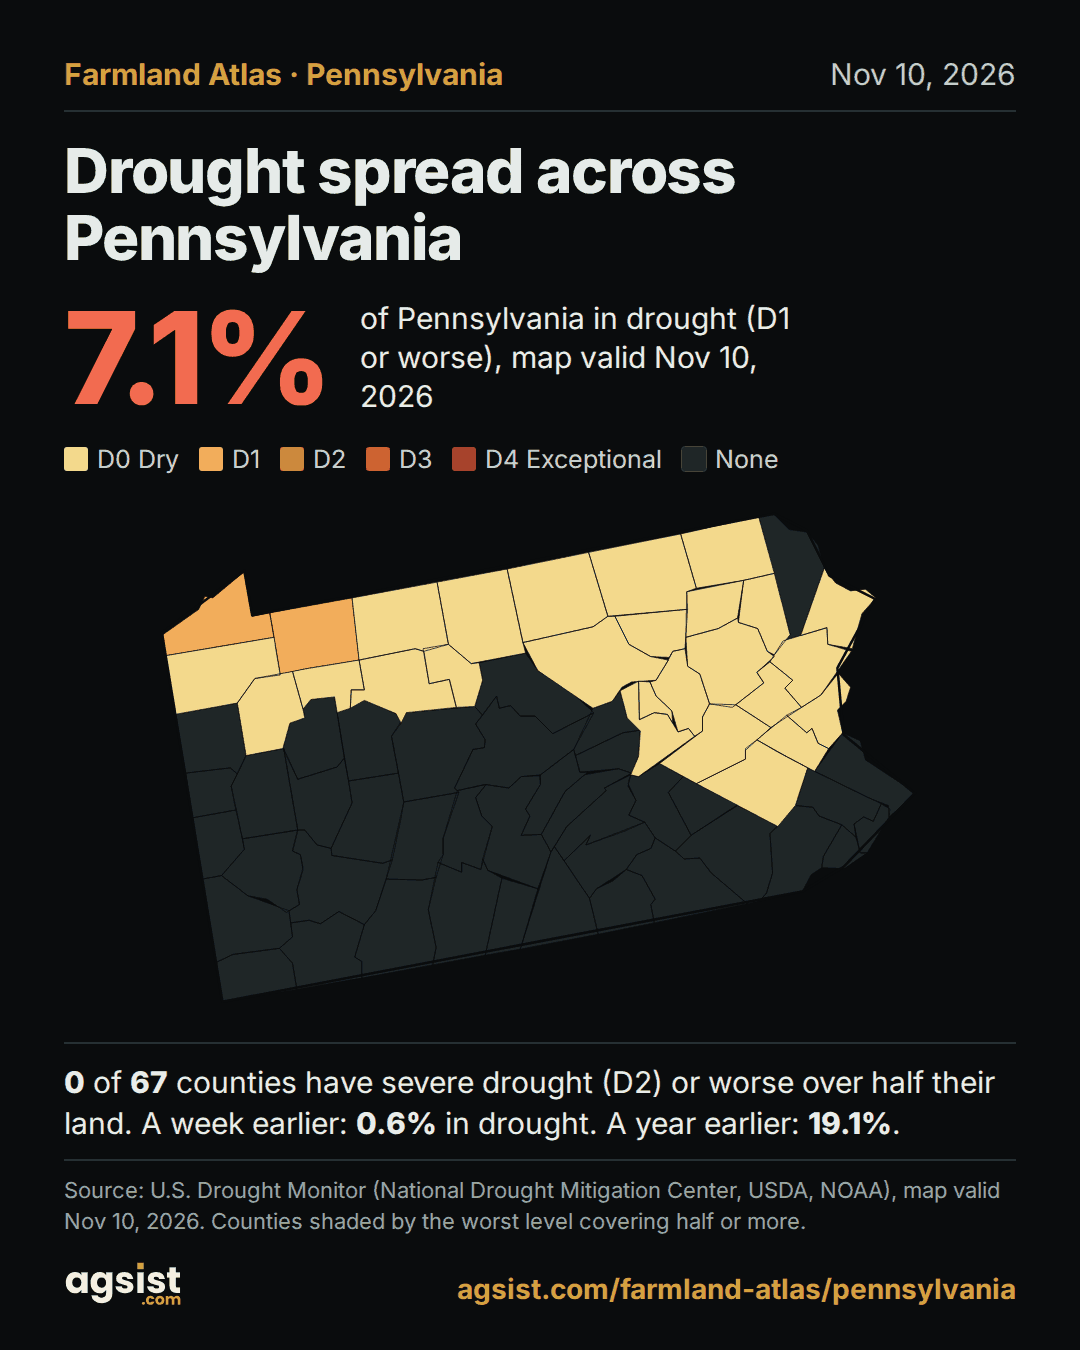 Farmland Atlas · Pennsylvania
Nov 10, 2026
Drought spread across
Pennsylvania
7.1%
of Pennsylvania in drought (D1
or worse), map valid Nov 10,
2026
D0 Dry D1 D2 D3 D4 Exceptional None
0 of 67 counties have severe drought (D2) or worse over half their
land. A week earlier: 0.6% in drought. A year earlier: 19.1%.
Source: U.S. Drought Monitor (National Drought Mitigation Center, USDA, NOAA), map valid
Nov 10, 2026. Counties shaded by the worst level covering half or more.
agsist
.com
agsist.com/farmland-atlas/pennsylvania